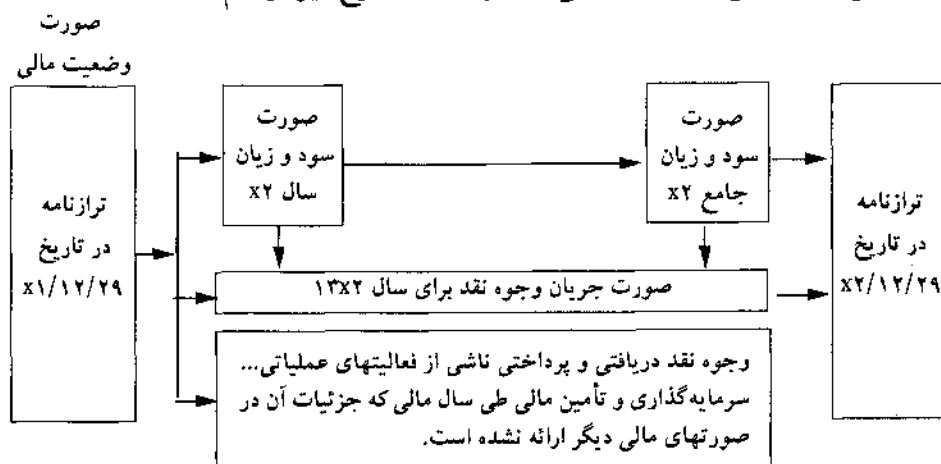 صورت
وضعیت مالی
ترازنامه
در تاریخ
x۱/۱۲/۲۹
صورت
سود و زیان
سال x۲
صورت
سود و زیان
جامع x۲
ترازنامه
در تاریخ
x۲/۱۲/۲۹
صورت جریان وجوه نقد برای سال ۱۳x۲
وجوه نقد دریافتی و پرداختی ناشی از فعالیتهای عملیاتی...
سرمایه‌گذاری و تأمین مالی طی سال مالی که جزئیات آن در
صورتهای مالی دیگر ارائه نشده است.